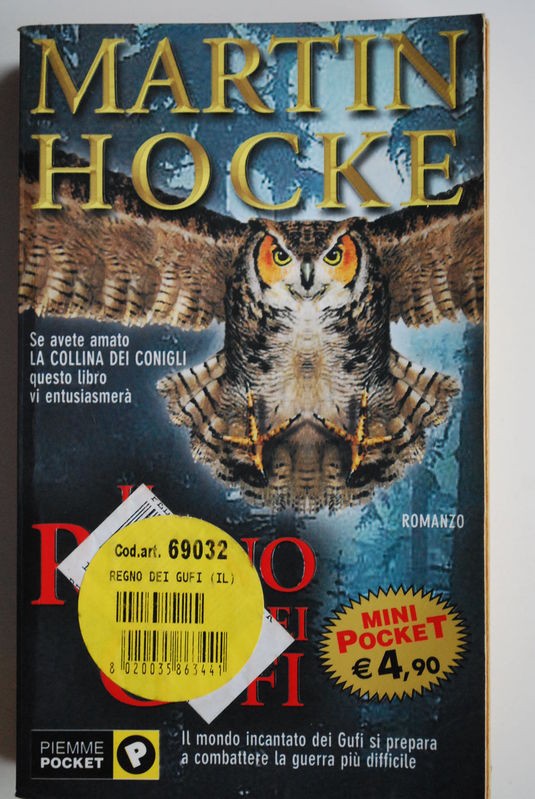 MARTIN
HOCKE
Se avete amato
LA COLLINA DEI CONIGLI
questo libro
vi entusiasmerà
ROMANZO
Cod.art. 69032
REGNO DEI GUFI (IL)
8 020035 863441
MINI
POCKET
€ 4,90
PIEMME
POCKET
P
Il mondo incantato dei Gufi si prepara
a combattere la guerra più difficile